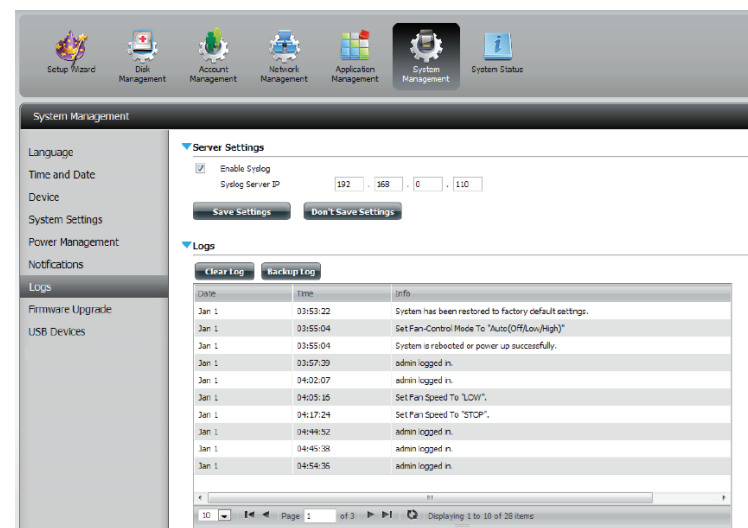 Setup Wizard
Disk Management
Account Management
Network Management
Application Management
System Management
System Status
System Management
Language
Time and Date
Device
System Settings
Power Management
Notifications
Logs
Firmware Upgrade
USB Devices
Server Settings
Enable Syslog
Syslog Server IP 192 . 168 . 0 . 110
Save Settings Don't Save Settings
Logs
Clear Log Backup Log
Date Time Info
Jan 1 03:53:22 System has been restored to factory default settings.
Jan 1 03:55:04 Set Fan-Control Mode To "Auto(Off/Low/High)"
Jan 1 03:55:04 System is rebooted or power up successfully.
Jan 1 03:57:39 admin logged in.
Jan 1 04:02:07 admin logged in.
Jan 1 04:05:16 Set Fan Speed To "LOW".
Jan 1 04:17:24 Set Fan Speed To "STOP".
Jan 1 04:44:52 admin logged in.
Jan 1 04:45:38 admin logged in.
Jan 1 04:54:36 admin logged in.
10 Page 1 of 3 Displaying 1 to 10 of 28 items